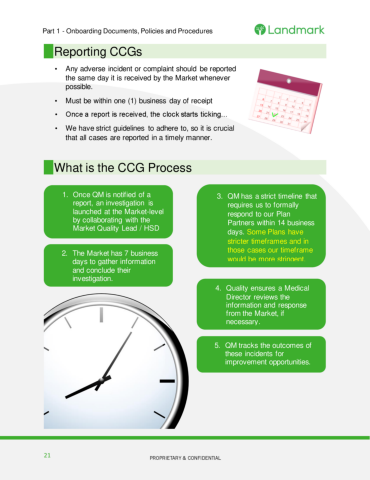 Part 1 - Onboarding Documents, Policies and Procedures
Landmark
Reporting CCGs
• Any adverse incident or complaint should be reported
the same day it is received by the Market whenever
possible.
• Must be within one (1) business day of receipt
• Once a report is received, the clock starts ticking...
• We have strict guidelines to adhere to, so it is crucial
that all cases are reported in a timely manner.
What is the CCG Process
1. Once QM is notified of a
report, an investigation is
launched at the Market-level
by collaborating with the
Market Quality Lead / HSD
2. The Market has 7 business
days to gather information
and conclude their
investigation.
3. QM has a strict timeline that
requires us to formally
respond to our Plan
Partners within 14 business
days. Some Plans have
stricter timeframes and in
those cases our timeframe
would be more stringent
4. Quality ensures a Medical
Director reviews the
information and response
from the Market, if
necessary.
5. QM tracks the outcomes of
these incidents for
improvement opportunities.
21
PROPRIETARY & CONFIDENTIAL